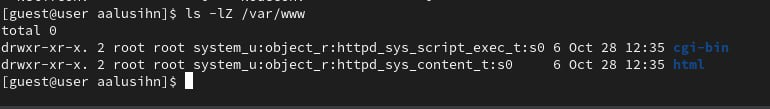 [guest@user aalusihn]$ ls -lZ /var/www
total 0
drwxr-xr-x. 2 root root system_u:object_r:httpd_sys_script_exec_t:s0 6 Oct 28 12:35 cgi-bin
drwxr-xr-x. 2 root root system_u:object_r:httpd_sys_content_t:s0     6 Oct 28 12:35 html
[guest@user aalusihn]$